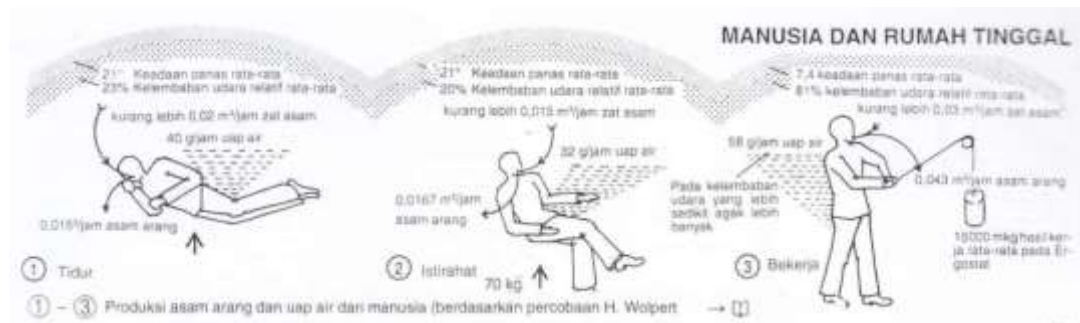 MANUSIA DAN RUMAH TINGGAL
21° Keadaan panas rata-rata
23% Kelembaban udara relatif rata-rata
kurang lebih 0,02 m³/jam zat asam
40 g/jam uap air
jam asam arang
1 Tidur
21° Keadaan panas rata-rata
20% Kelembaban udara relatif rata-rata
kurang lebih 0,015 m³/jam zat asam
32 g/jam uap air
0,0167 m³/jam
asam arang
2 Istirahat
70 kg
7,4 keadaan panas rata-rata
81% kelembaban udara relatif rata-rata
kurang lebih 0,03 m³/jam zat asam
58 g/jam uap air
Pada kelembaban
udara yang lebih
sedikit agak lebih
banyak
0,043 m³/jam asam arang
mkg hasil ker-
ja rata-rata pada Er-
gostat
3 Bekerja
1 – 3 Produksi asam arang dan uap air dari manusia (berdasarkan percobaan H. Wolpert →